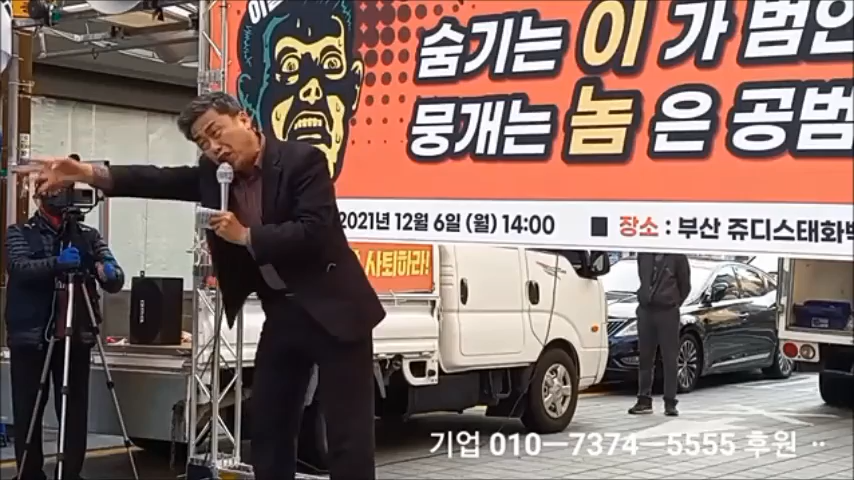 숨기는 이 가 범인
뭉개는 놈 은 공범
2021년 12월 6일 (월) 14:00 ■ 장소 : 부산 쥬디스태화
사퇴하라!
기업 010-7374-5555 후원 ··